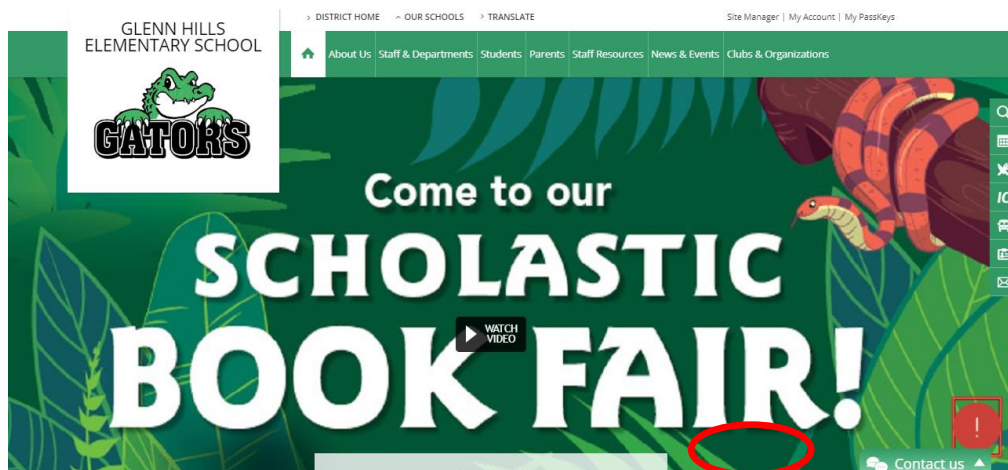 > DISTRICT HOME ^ OUR SCHOOLS > TRANSLATE
Site Manager | My Account | My PassKeys
GLENN HILLS
ELEMENTARY SCHOOL
GATORS
About Us Staff & Departments Students Parents Staff Resources News & Events Clubs & Organizations
IC
Come to our
SCHOLASTIC
WATCH
VIDEO
BOOK FAIR!
!
Contact us